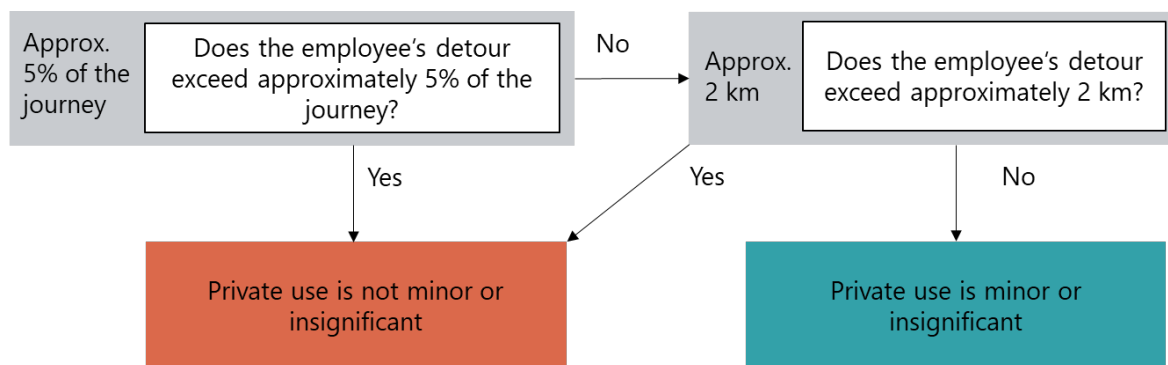 Approx.
5% of the
journey
Does the employee’s detour
exceed approximately 5% of the
journey?
No
Approx.
2 km
Does the employee’s detour
exceed approximately 2 km?
Yes
Yes
No
Private use is not minor or
insignificant
Private use is minor or
insignificant